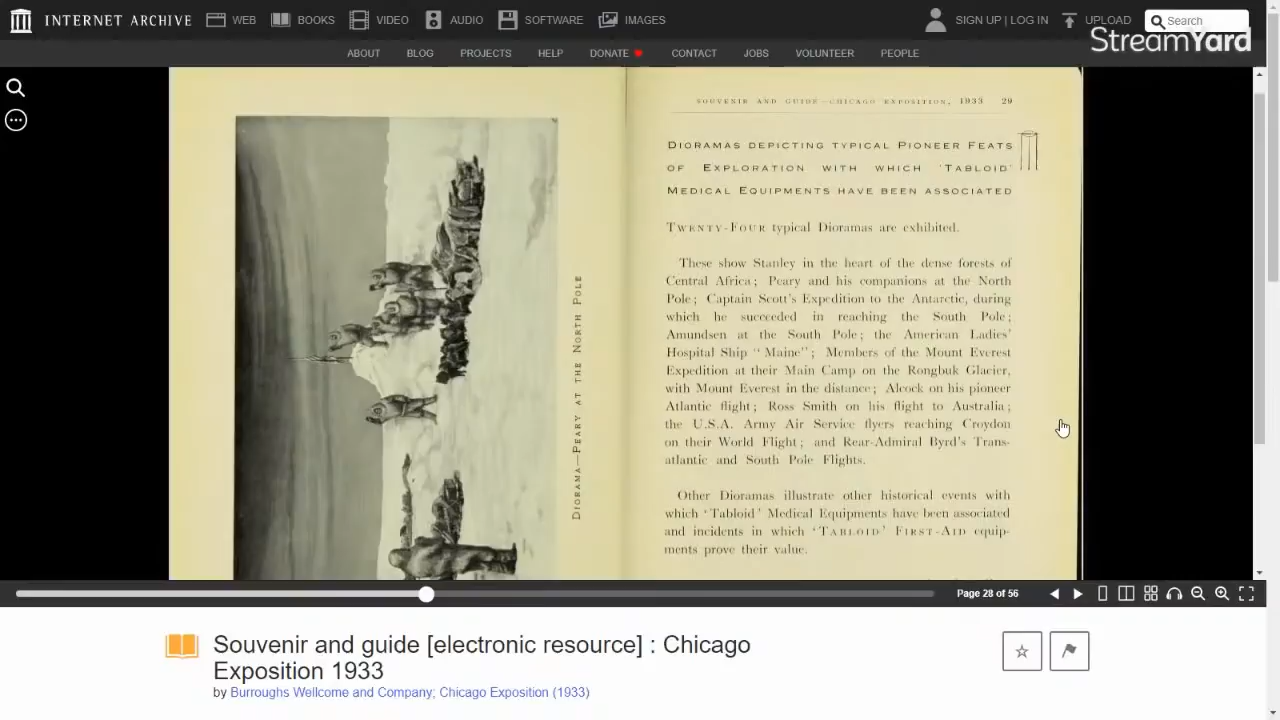 INTERNET ARCHIVE
WEB
BOOKS
VIDEO
AUDIO
SOFTWARE
IMAGES
SIGN UP | LOG IN
UPLOAD
Search
StreamYard
ABOUT
BLOG
PROJECTS
HELP
DONATE
CONTACT
JOBS
VOLUNTEER
PEOPLE
DIORAMA—PEARY AT THE NORTH POLE
SOUVENIR AND GUIDE—CHICAGO EXPOSITION, 1933 29
DIORAMAS DEPICTING TYPICAL PIONEER FEATS
OF EXPLORATION WITH WHICH 'TABLOID'
MEDICAL EQUIPMENTS HAVE BEEN ASSOCIATED
TWENTY-FOUR typical Dioramas are exhibited.
These show Stanley in the heart of the dense forests of
Central Africa; Peary and his companions at the North
Pole; Captain Scott's Expedition to the Antarctic, during
which he succeeded in reaching the South Pole;
Amundsen at the South Pole; the American Ladies'
Hospital Ship "Maine"; Members of the Mount Everest
Expedition at their Main Camp on the Rongbuk Glacier,
with Mount Everest in the distance; Alcock on his pioneer
Atlantic flight; Ross Smith on his flight to Australia;
the U.S.A. Army Air Service flyers reaching Croydon
on their World Flight; and Rear-Admiral Byrd's Trans-
atlantic and South Pole Flights.
Other Dioramas illustrate other historical events with
which 'Tabloid' Medical Equipments have been associated
and incidents in which 'TABLOID' FIRST-AID equip-
ments prove their value.
Page 28 of 56
Souvenir and guide [electronic resource] : Chicago
Exposition 1933
by Burroughs Wellcome and Company; Chicago Exposition (1933)